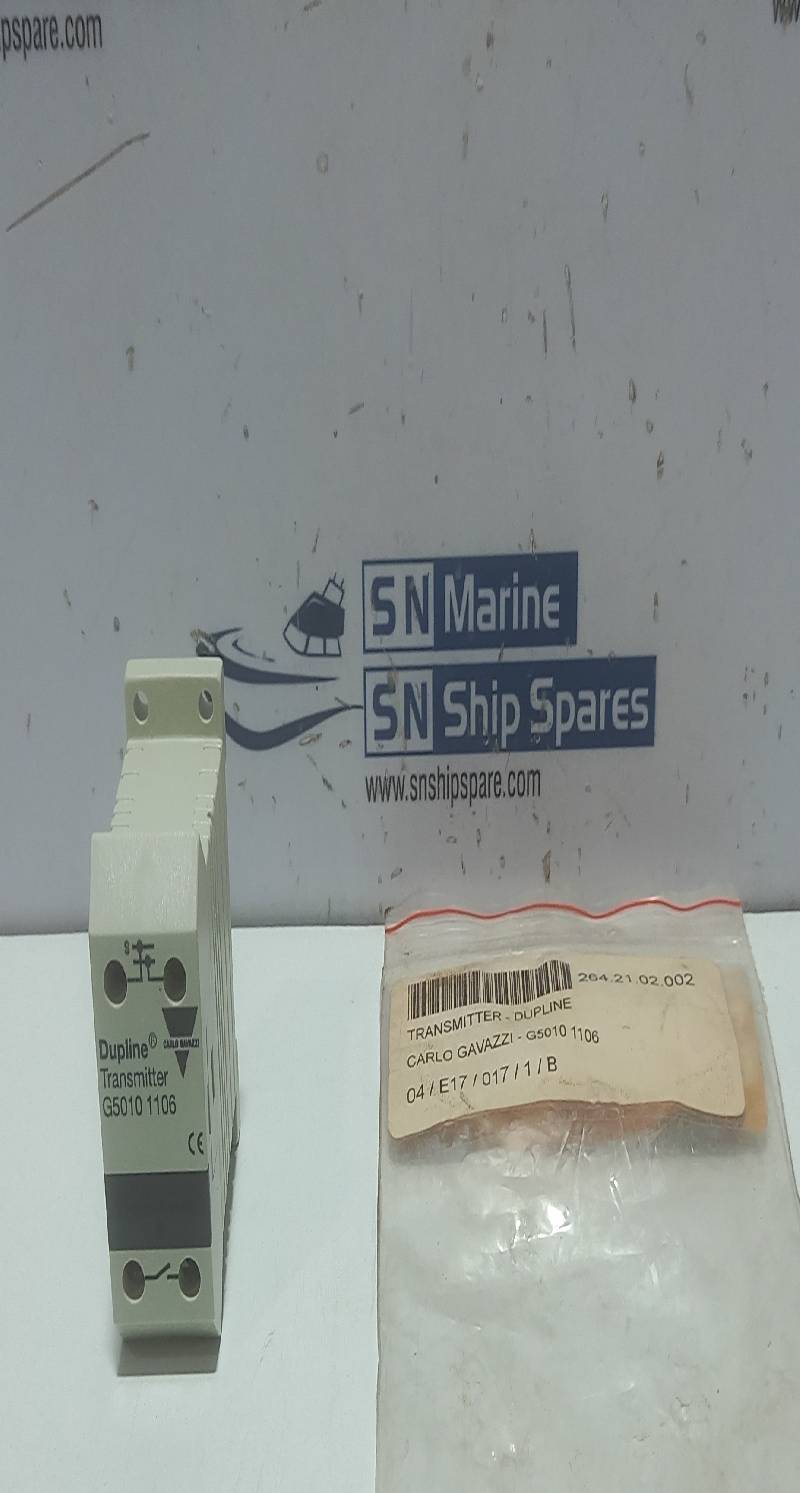 pspare.com
SN Marine
SN Ship Spares
www.snshipspare.com
S
Dupline®
CARLO GAVAZZI
Transmitter
G5010 1106
CE
264.21.02.002
TRANSMITTER - DUPLINE
CARLO GAVAZZI - G5010 1106
04 / E17 / 017 / 1 / B